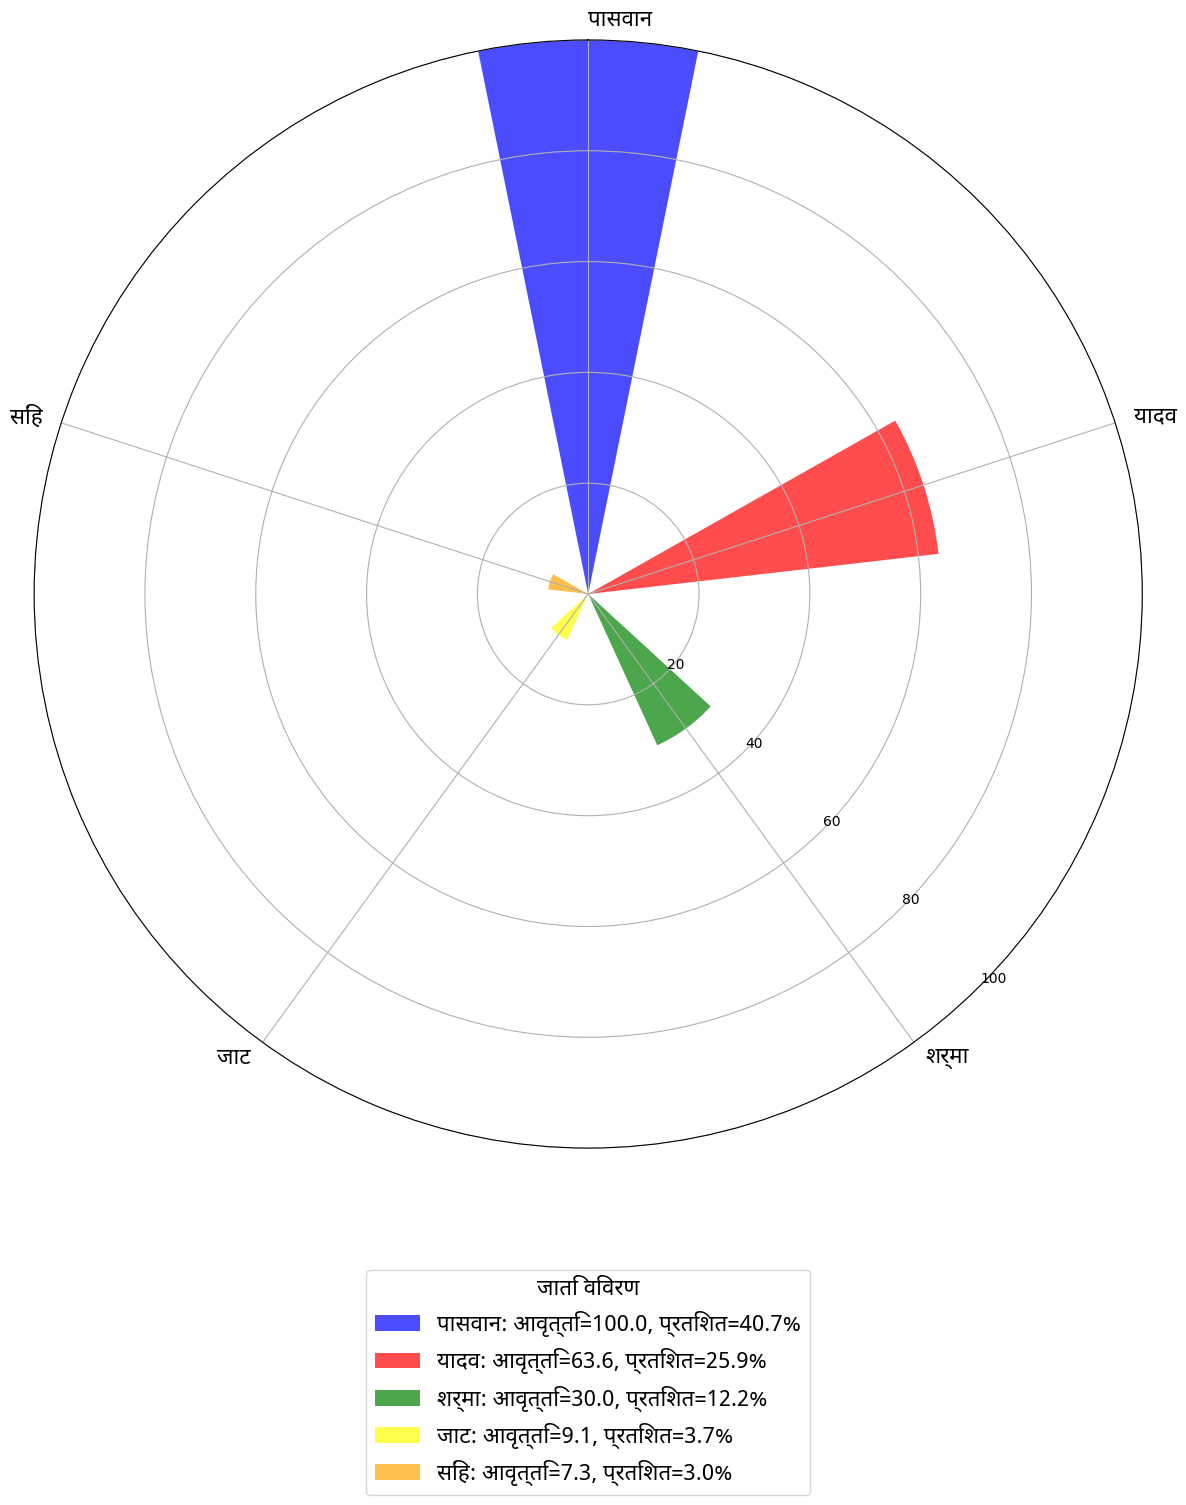 पासवान
सिंह
यादव
20
40
60
80
100
जाट
शर्मा
जाति विवरण
पासवान: आवृत्ति=100.0, प्रतिशत=40.7%
यादव: आवृत्ति=63.6, प्रतिशत=25.9%
शर्मा: आवृत्ति=30.0, प्रतिशत=12.2%
जाट: आवृत्ति=9.1, प्रतिशत=3.7%
सिंह: आवृत्ति=7.3, प्रतिशत=3.0%